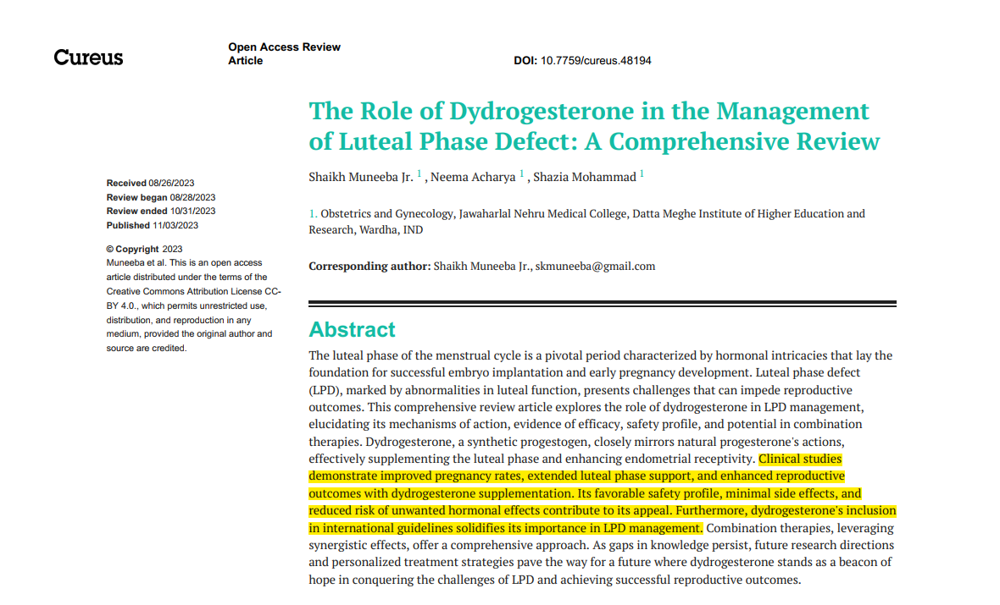 Cureus
Open Access Review
Article
DOI: 10.7759/cureus.48194
The Role of Dydrogesterone in the Management
of Luteal Phase Defect: A Comprehensive Review
Shaikh Muneeba Jr. 1 , Neema Acharya 1 , Shazia Mohammad 1
1. Obstetrics and Gynecology, Jawaharlal Nehru Medical College, Datta Meghe Institute of Higher Education and
Research, Wardha, IND
Corresponding author: Shaikh Muneeba Jr., skmuneeba@gmail.com
Received 08/26/2023
Review began 08/28/2023
Review ended 10/31/2023
Published 11/03/2023
© Copyright 2023
Muneeba et al. This is an open access
article distributed under the terms of the
Creative Commons Attribution License CC-
BY 4.0., which permits unrestricted use,
distribution, and reproduction in any
medium, provided the original author and
source are credited.
Abstract
The luteal phase of the menstrual cycle is a pivotal period characterized by hormonal intricacies that lay the
foundation for successful embryo implantation and early pregnancy development. Luteal phase defect
(LPD), marked by abnormalities in luteal function, presents challenges that can impede reproductive
outcomes. This comprehensive review article explores the role of dydrogesterone in LPD management,
elucidating its mechanisms of action, evidence of efficacy, safety profile, and potential in combination
therapies. Dydrogesterone, a synthetic progestogen, closely mirrors natural progesterone's actions,
effectively supplementing the luteal phase and enhancing endometrial receptivity. Clinical studies
demonstrate improved pregnancy rates, extended luteal phase support, and enhanced reproductive
outcomes with dydrogesterone supplementation. Its favorable safety profile, minimal side effects, and
reduced risk of unwanted hormonal effects contribute to its appeal. Furthermore, dydrogesterone's inclusion
in international guidelines solidifies its importance in LPD management. Combination therapies, leveraging
synergistic effects, offer a comprehensive approach. As gaps in knowledge persist, future research directions
and personalized treatment strategies pave the way for a future where dydrogesterone stands as a beacon of
hope in conquering the challenges of LPD and achieving successful reproductive outcomes.